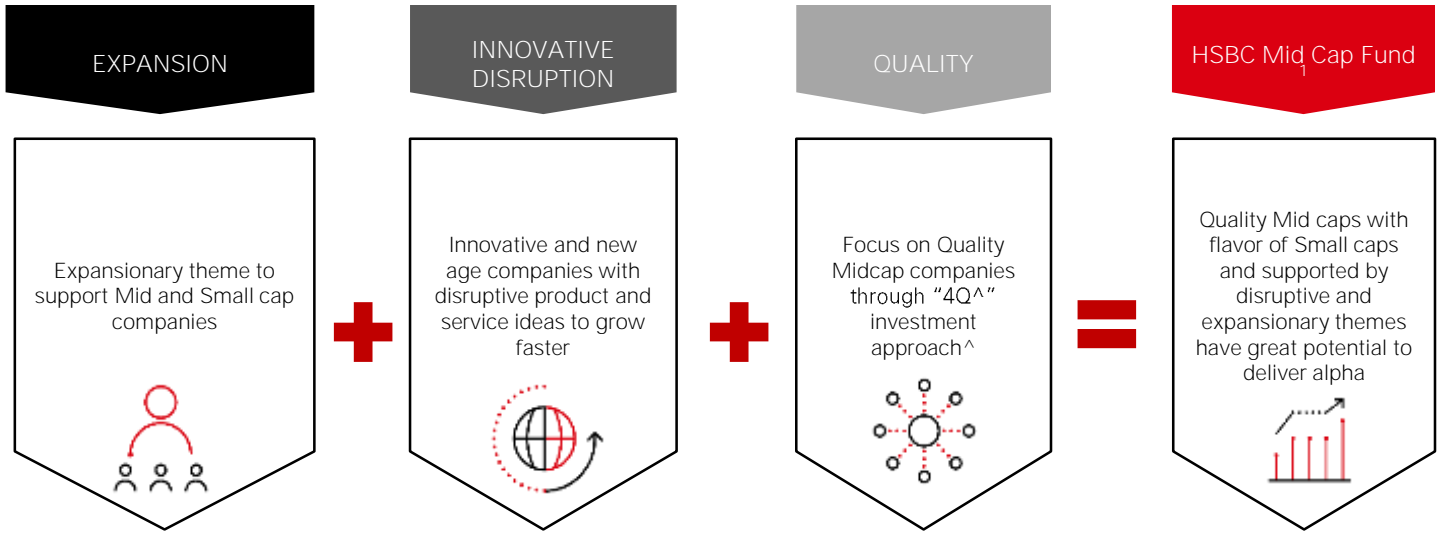 EXPANSION
INNOVATIVE
DISRUPTION
QUALITY
HSBC Mid Cap Fund
1
Expansionary theme to
support Mid and Small cap
companies
Innovative and new
age companies with
disruptive product and
service ideas to grow
faster
Focus on Quality
Midcap companies
through “4Q^”
investment
approach^
Quality Mid caps with
flavor of Small caps
and supported by
disruptive and
expansionary themes
have great potential to
deliver alpha